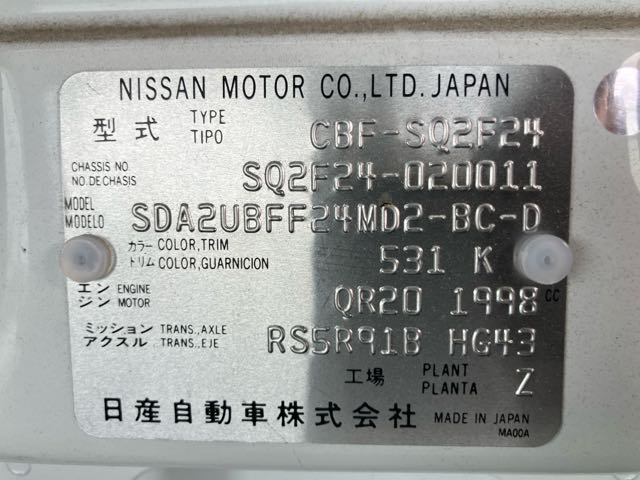 NISSAN MOTOR CO.,LTD. JAPAN
型式 TYPE TIPO CBF-SQ2F24
CHASSIS NO. NO. DE CHASIS SQ2F24-020011
MODEL MODELO SDA2UBFF24MD2-BC-D
カラー COLOR,TRIM
トリム COLOR,GUARNICION 531 K
エンジン ENGINE MOTOR QR20 1998 CC
ミッション TRANS.,AXLE
アクスル TRANS.,EJE RS5R91B HG43
工場 PLANT PLANTA Z
日産自動車株式会社 MADE IN JAPAN
MA00A